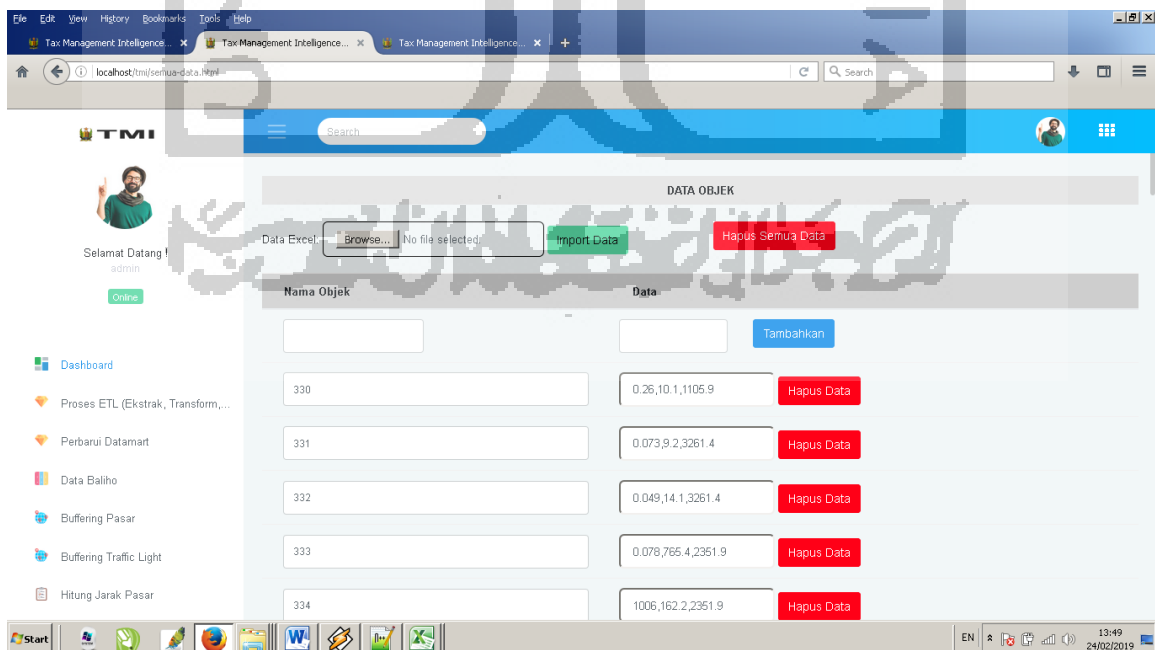 File Edit View History Bookmarks Tools Help
Tax Management Intelligence... × Tax Management Intelligence... × Tax Management Intelligence... × +
localhost/tmi/semua-data.html Search
TMI Search
DATA OBJEK
Data Excel: Browse... No file selected. Import Data Hapus Semua Data
Selamat Datang !
admin
Online
Nama Objek Data
Tambahkan
Dashboard
330 0.26,10.1,1105.9 Hapus Data
Proses ETL (Ekstrak, Transform,...
Perbarui Datamart
331 0.073,9.2,3261.4 Hapus Data
Data Baliho
332 0.049,14.1,3261.4 Hapus Data
Buffering Pasar
Buffering Traffic Light
333 0.078,765.4,2351.9 Hapus Data
Hitung Jarak Pasar
334 1006,162.2,2351.9 Hapus Data
Start EN 13:49
24/02/2019